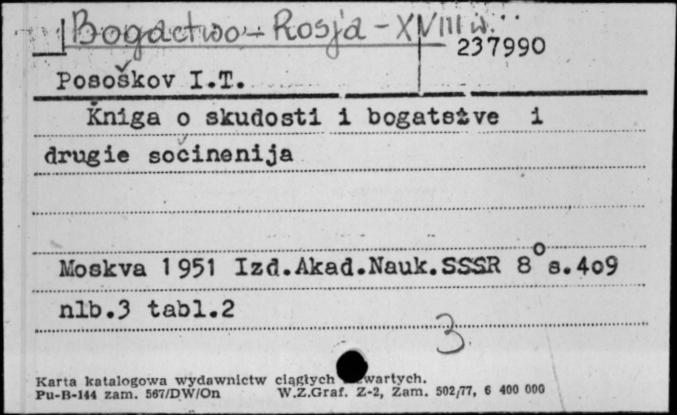 Bogactwo - Rosja - XVIII w.
237990
Pososkov I.T.
Kniga o skudosti i bogatstve i
drugie sočinenija
Moskva 1951 Izd.Akad.Nauk.SSSR 8° s.409
nlb.3 tabl.2
3
Karta katalogowa wydawnictw ciągłych wartych.
Pu-B-144 zam. 567/DW/On W.Z.Graf. Z-2, Zam. 502/77, 6 400 000